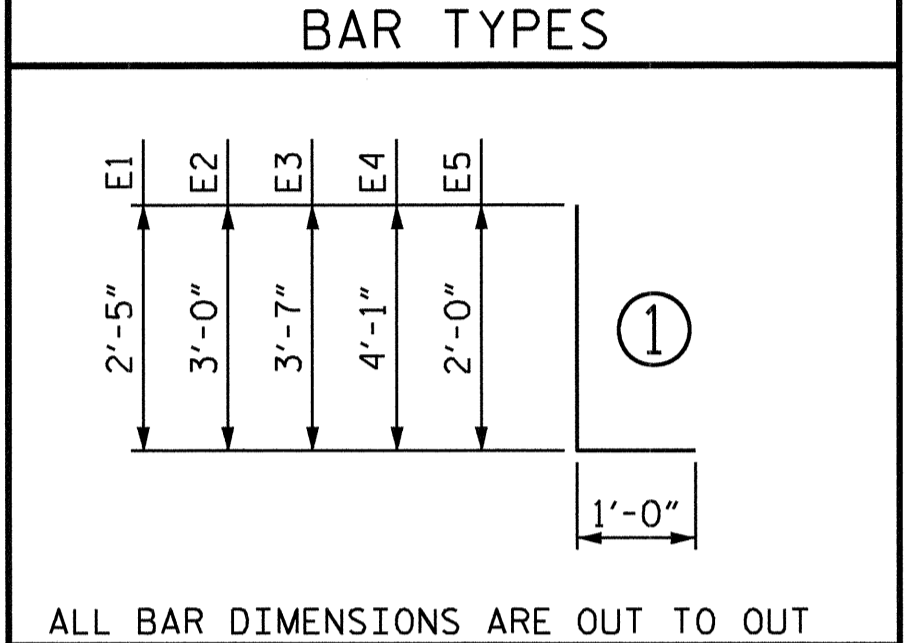 BAR TYPES
E1 E2 E3 E4 E5
2'-5" 3'-0" 3'-7" 4'-1" 2'-0"
1
1'-0"
ALL BAR DIMENSIONS ARE OUT TO OUT